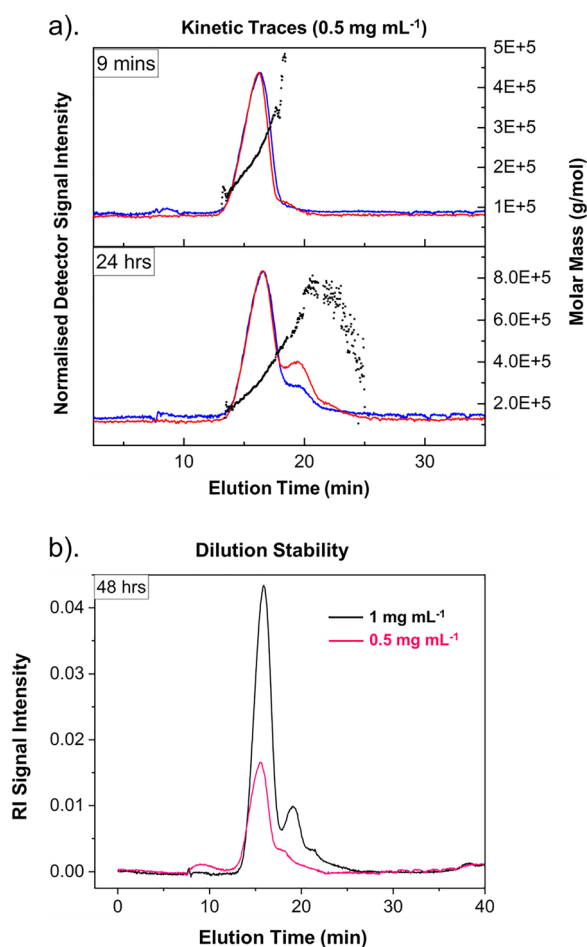 a).
Kinetic Traces (0.5 mg mL⁻¹)
9 mins
5E+5
4E+5
3E+5
2E+5
1E+5
24 hrs
8.0E+5
6.0E+5
4.0E+5
2.0E+5
Normalised Detector Signal Intensity
Molar Mass (g/mol)
10
20
30
Elution Time (min)
b).
Dilution Stability
48 hrs
1 mg mL⁻¹
0.5 mg mL⁻¹
0.04
0.03
0.02
0.01
0.00
RI Signal Intensity
0
10
20
30
40
Elution Time (min)